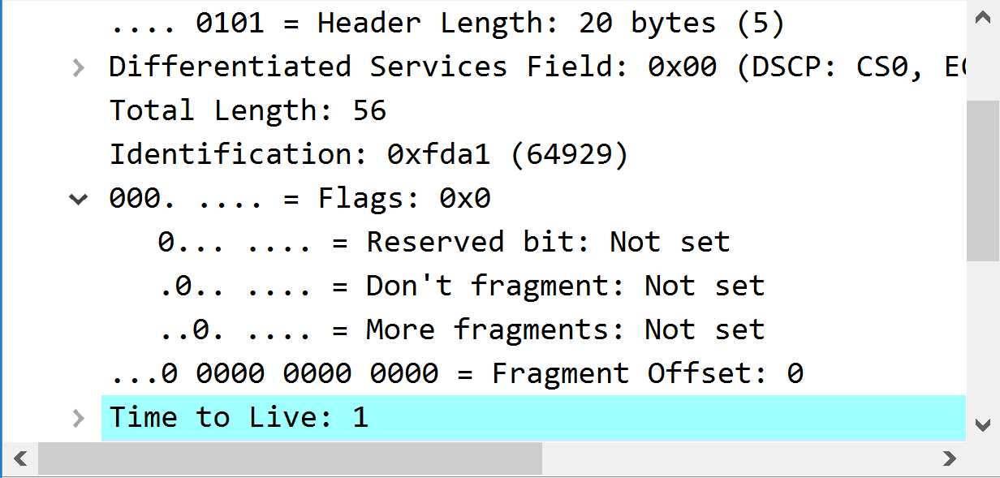 .... 0101 = Header Length: 20 bytes (5)
Differentiated Services Field: 0x00 (DSCP: CS0,
Total Length: 56
Identification: 0xfda1 (64929)
000. .... = Flags: 0x0
0... .... = Reserved bit: Not set
.0.. .... = Don't fragment: Not set
..0. .... = More fragments: Not set
...0 0000 0000 0000 = Fragment Offset: 0
Time to Live: 1